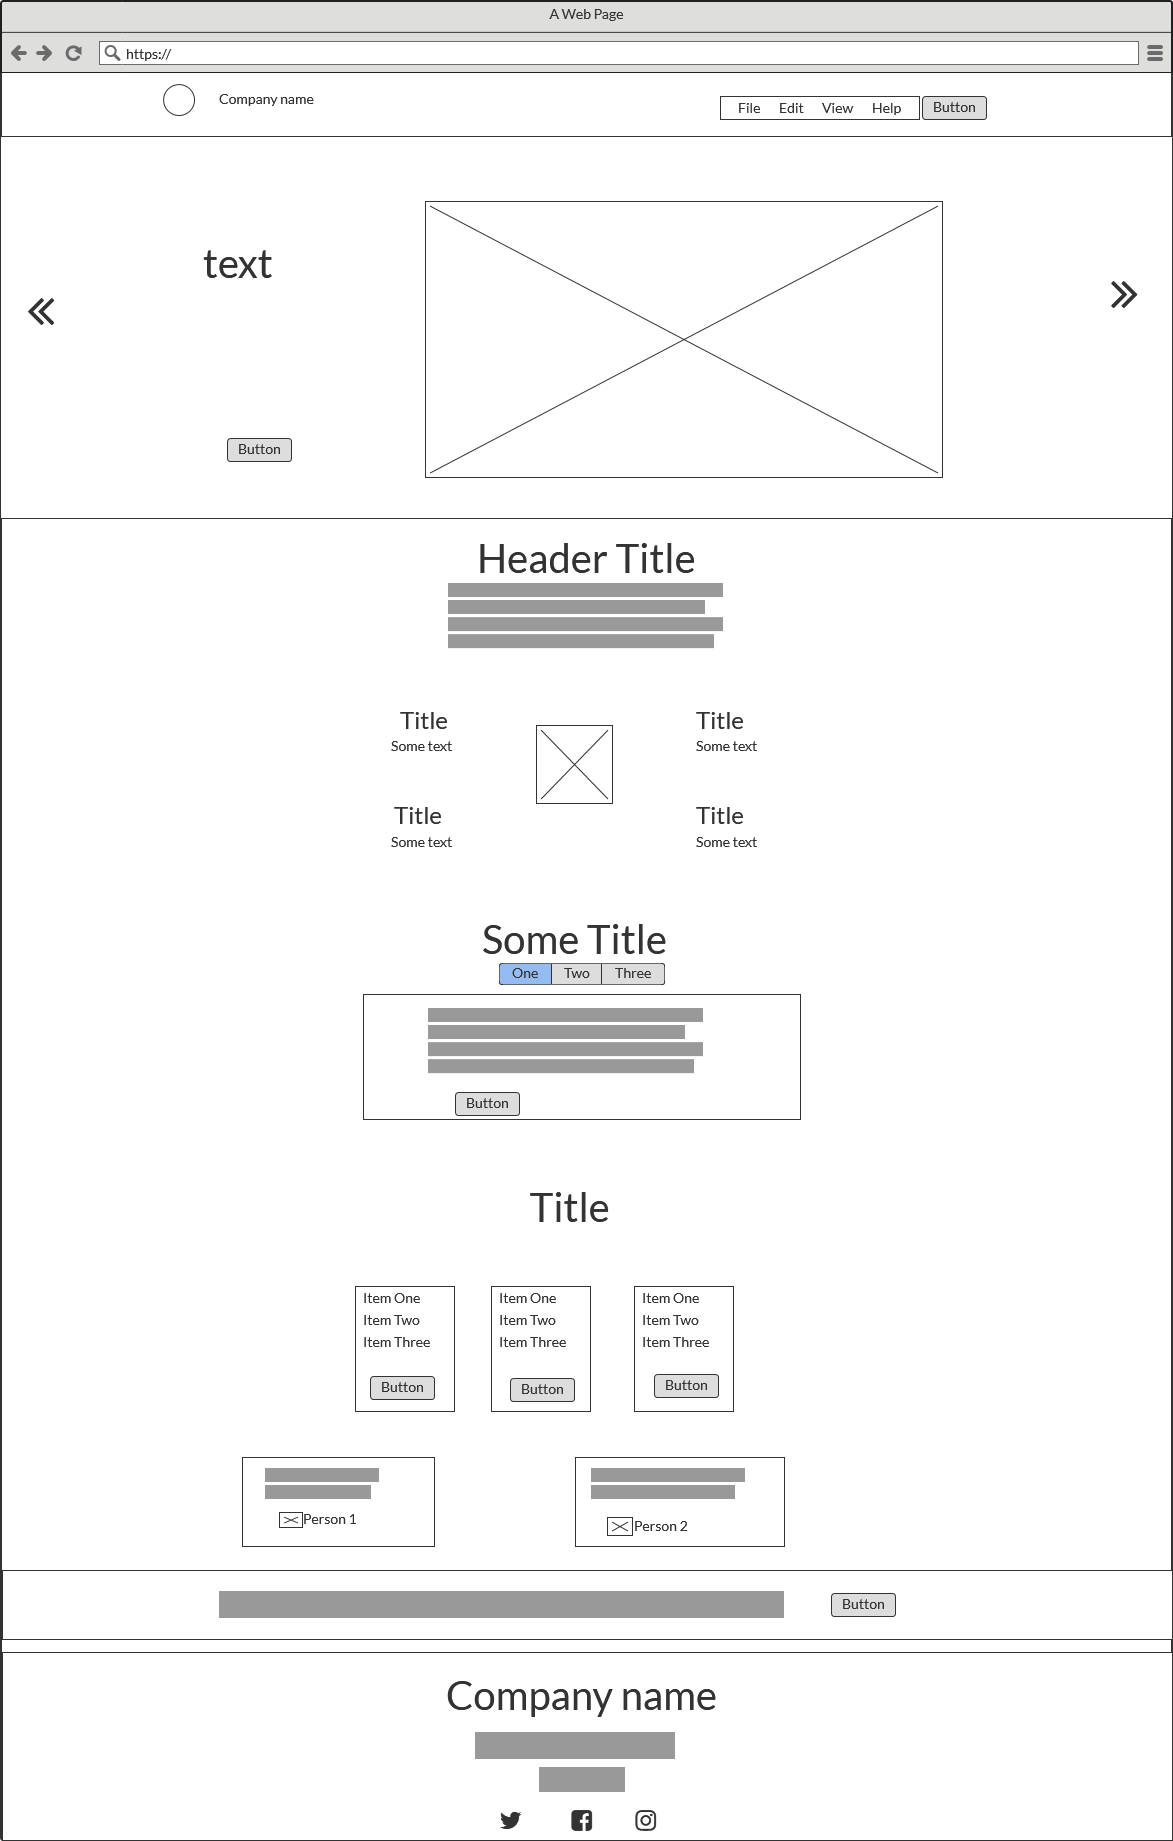 A Web Page
https://
Company name
File Edit View Help Button
text
Button
Header Title
Title
Some text
Title
Some text
Title
Some text
Title
Some text
Some Title
One Two Three
Button
Title
Item One
Item Two
Item Three
Button
Item One
Item Two
Item Three
Button
Item One
Item Two
Item Three
Button
Person 1
Person 2
Button
Company name